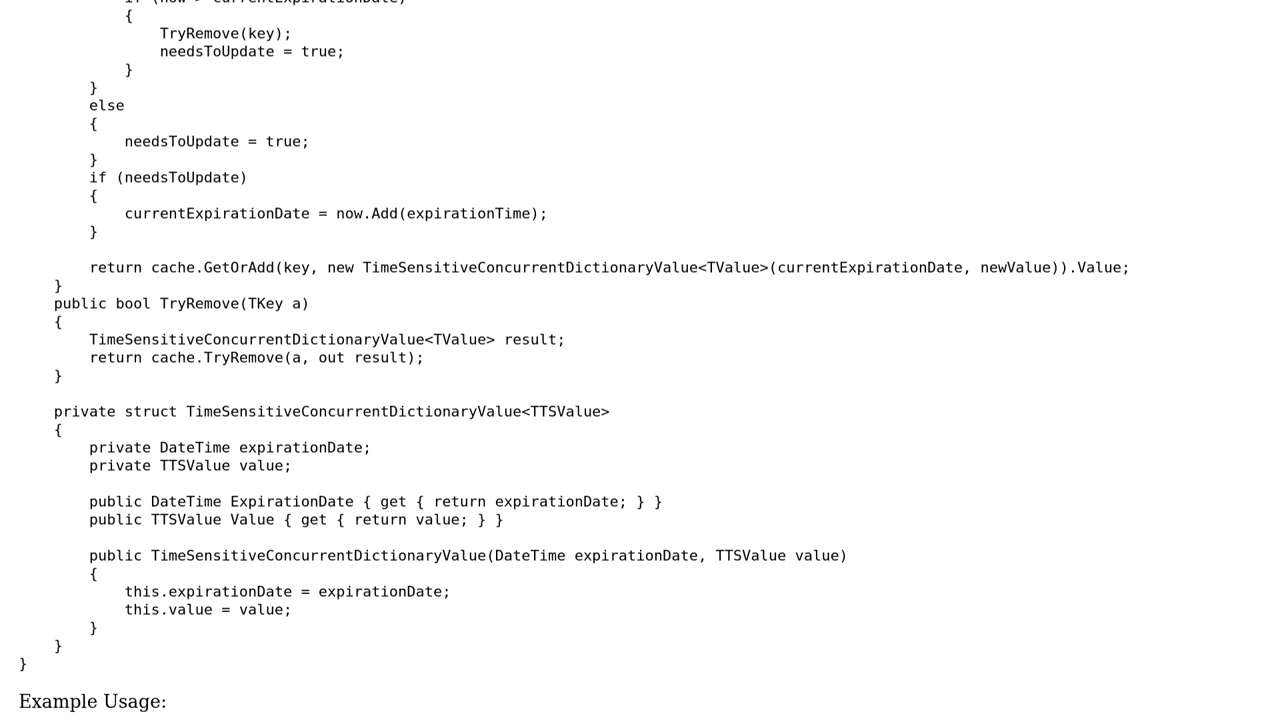 if (now > currentExpirationDate)
{
TryRemove(key);
needsToUpdate = true;
}
}
else
{
needsToUpdate = true;
}
if (needsToUpdate)
{
currentExpirationDate = now.Add(expirationTime);
}
return cache.GetOrAdd(key, new TimeSensitiveConcurrentDictionaryValue<TValue>(currentExpirationDate, newValue)).Value;
}
public bool TryRemove(TKey a)
{
TimeSensitiveConcurrentDictionaryValue<TValue> result;
return cache.TryRemove(a, out result);
}
private struct TimeSensitiveConcurrentDictionaryValue<TTSValue>
{
private DateTime expirationDate;
private TTSValue value;
public DateTime ExpirationDate { get { return expirationDate; } }
public TTSValue Value { get { return value; } }
public TimeSensitiveConcurrentDictionaryValue(DateTime expirationDate, TTSValue value)
{
this.expirationDate = expirationDate;
this.value = value;
}
}
}
Example Usage: